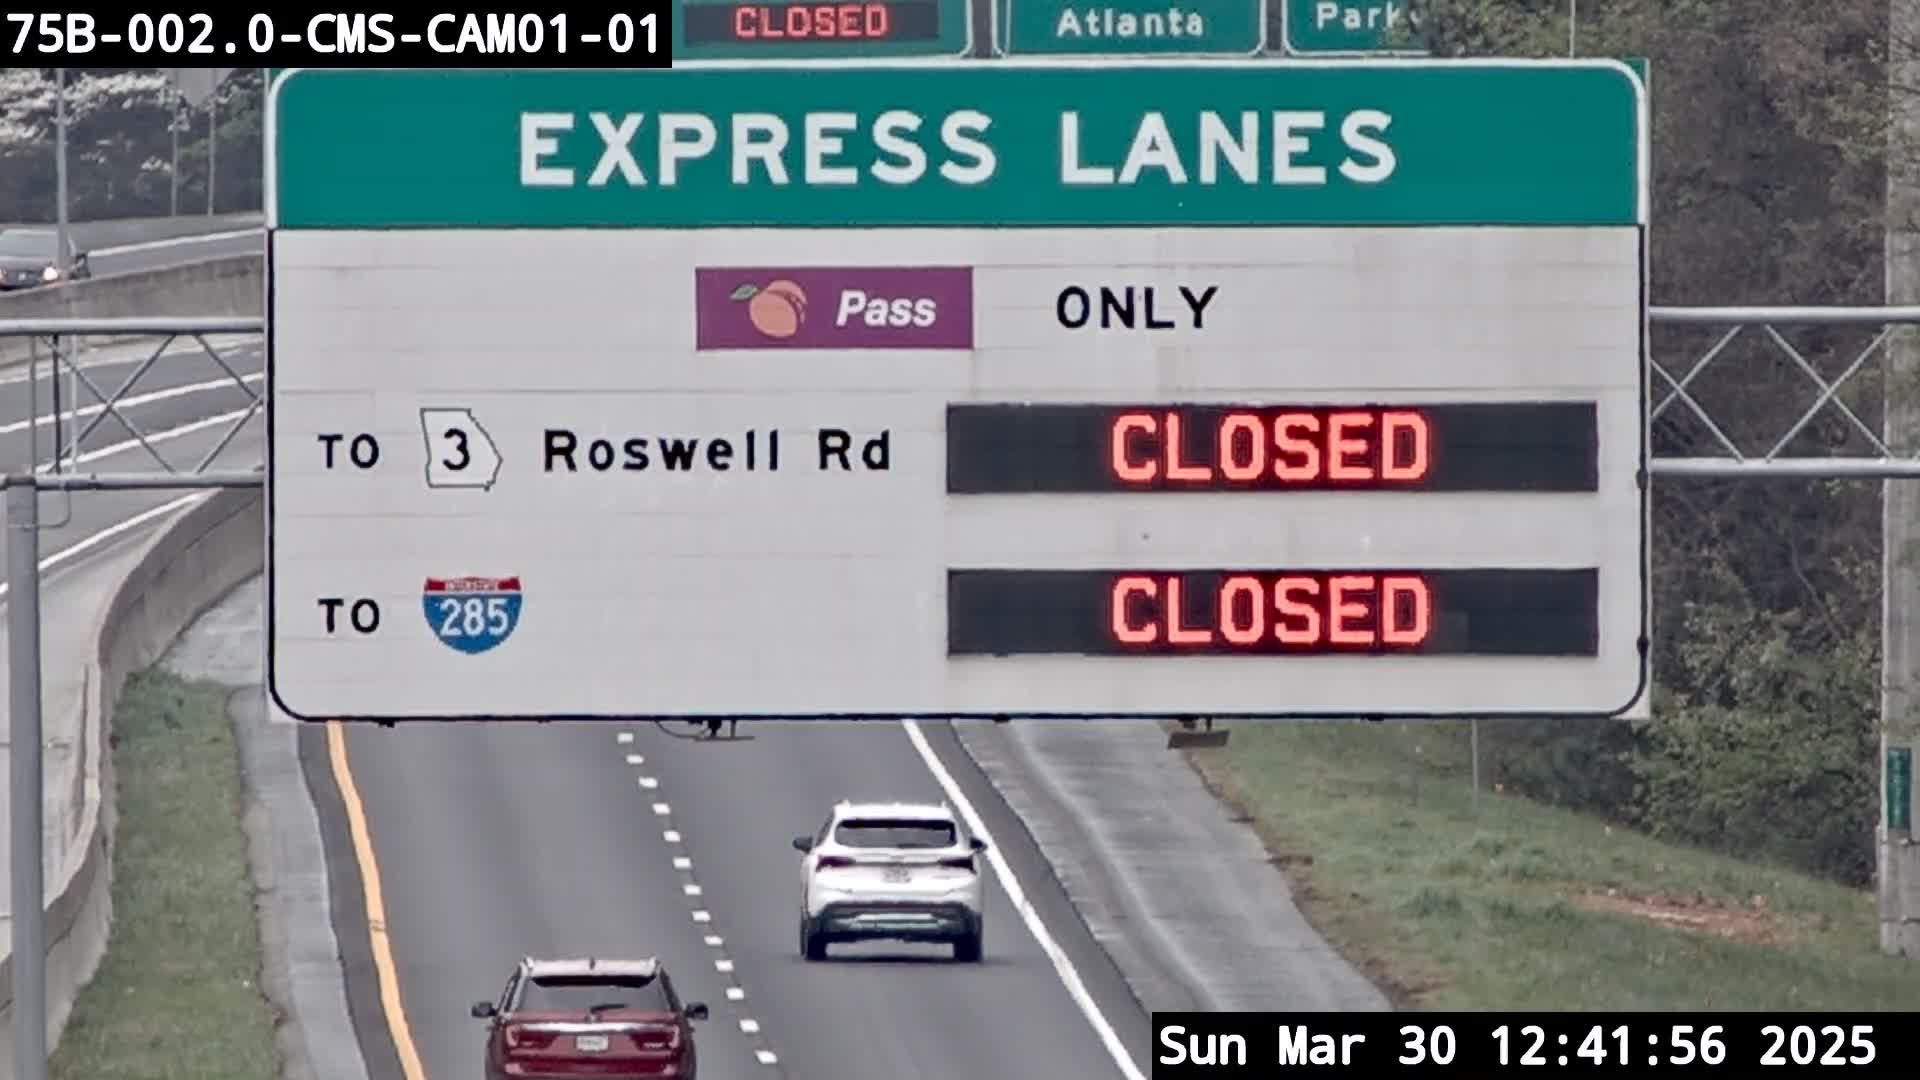 75B-002.0-CMS-CAM01-01
CLOSED
Atlanta
Park
EXPRESS LANES
Pass ONLY
TO 3 Roswell Rd CLOSED
TO 285 CLOSED
Sun Mar 30 12:41:56 2025